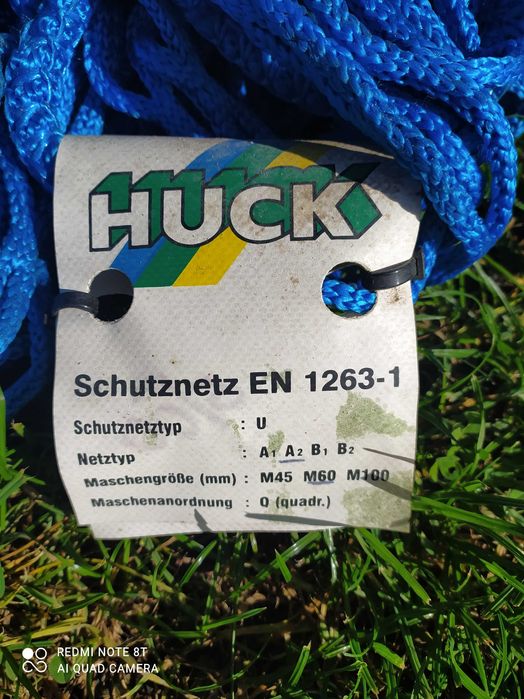 HUCK
Schutznetz EN 1263-1
Schutznetztyp : U
Netztyp : A1 A2 B1 B2
Maschengröße (mm) : M45 M60 M100
Maschenanordnung : Q (quadr.)
REDMI NOTE 8T
AI QUAD CAMERA